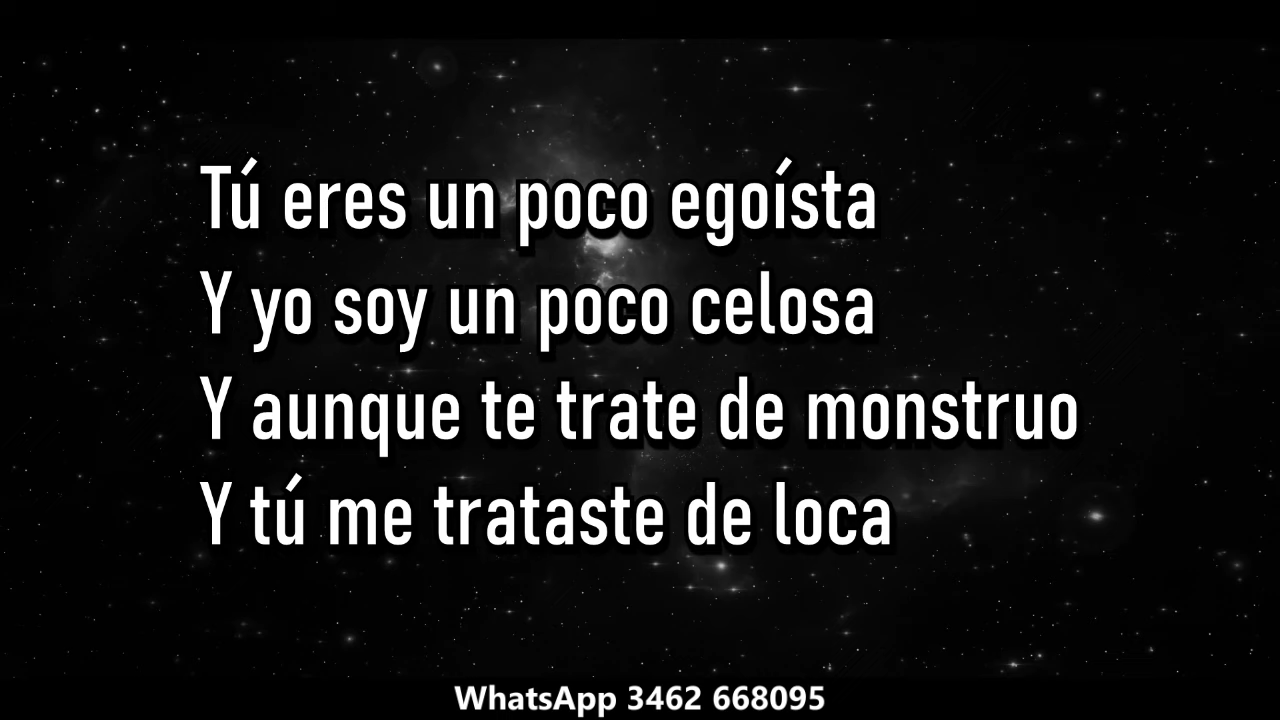 Tú eres un poco egoísta
Y yo soy un poco celosa
Y aunque te trate de monstruo
Y tú me trataste de loca
WhatsApp 3462 668095